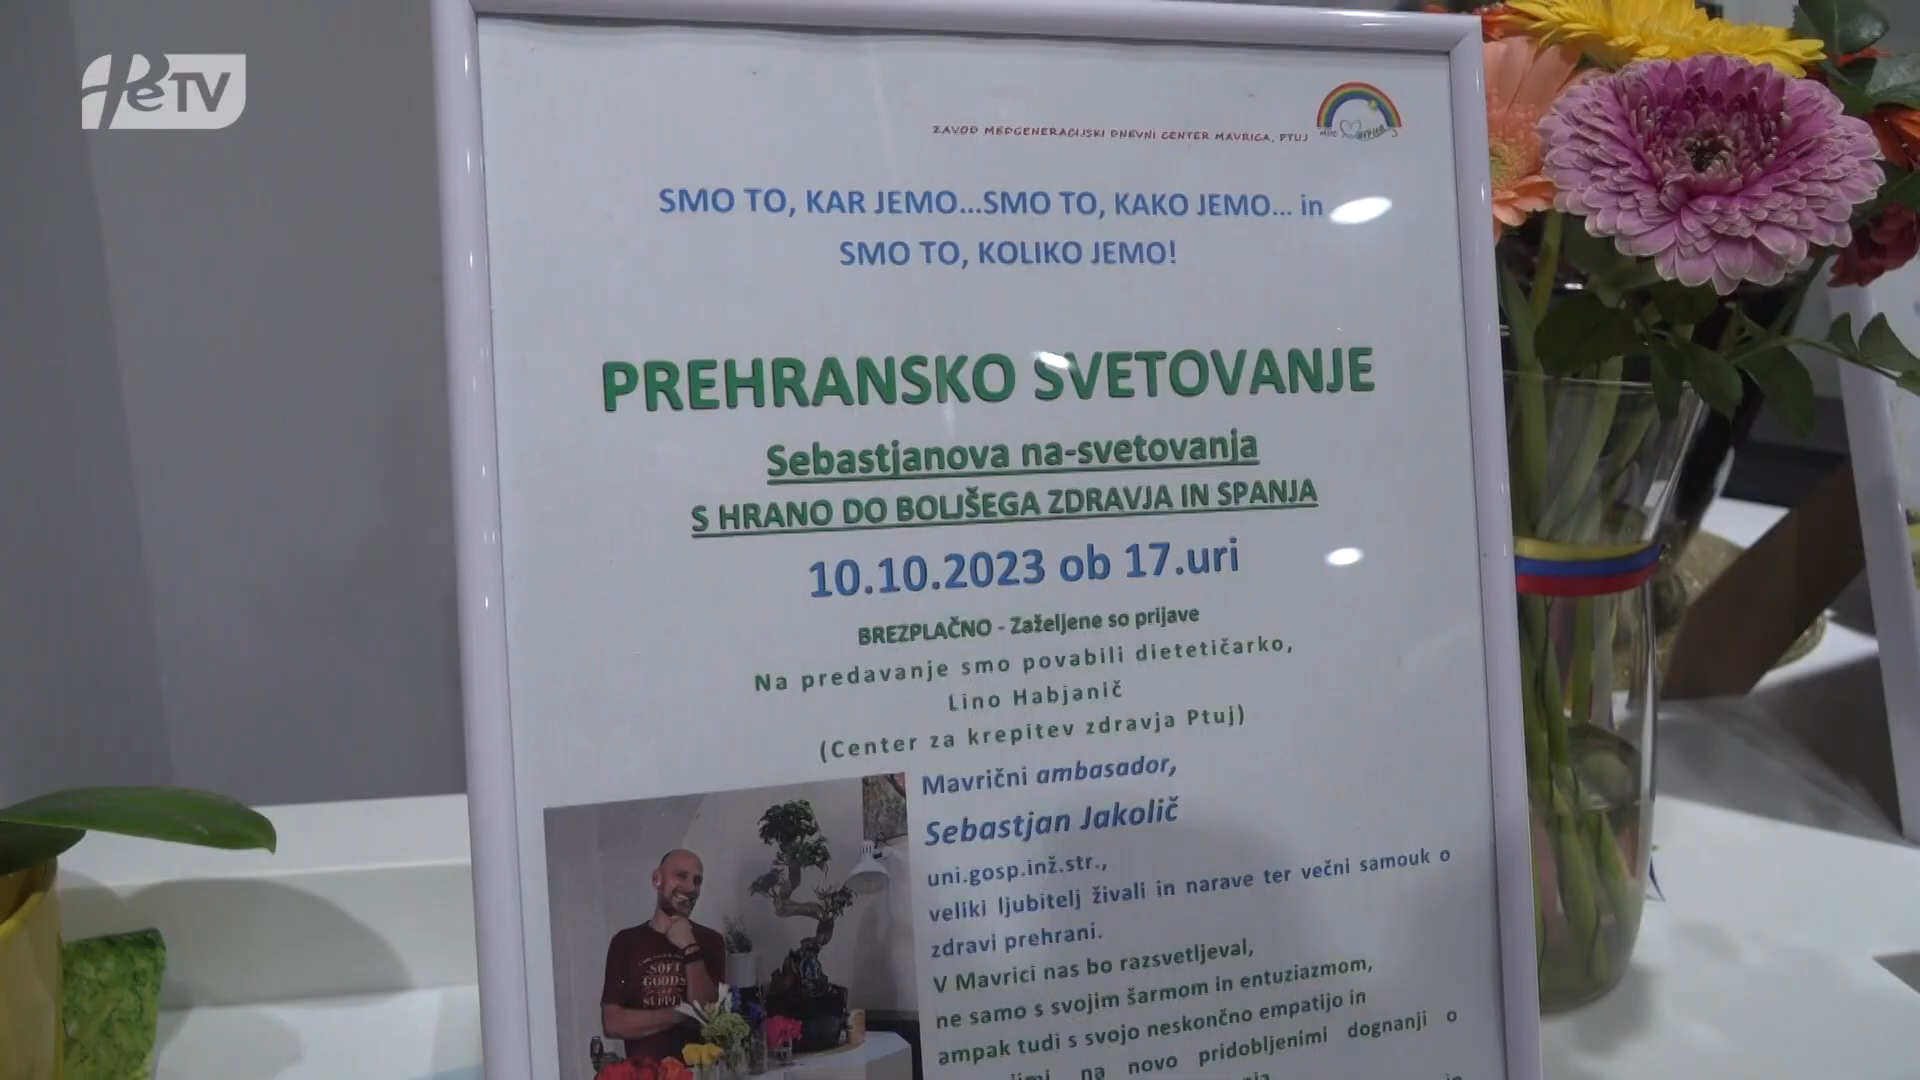 PeTV
ZAVOD MEDGENERACIJSKI DNEVNI CENTER MAVRICA, PTUJ
SMO TO, KAR JEMO...SMO TO, KAKO JEMO... in
SMO TO, KOLIKO JEMO!
PREHRANSKO SVETOVANJE
Sebastjanova na-svetovanja
S HRANO DO BOLJŠEGA ZDRAVJA IN SPANJA
10.10.2023 ob 17.uri
BREZPLAČNO - Zaželjene so prijave
Na predavanje smo povabili dietetičarko,
Lino Habjanič
(Center za krepitev zdravja Ptuj)
Mavrični ambasador,
Sebastjan Jakolič
uni.gosp.inž.str.,
veliki ljubitelj živali in narave ter večni samouk o
zdravi prehrani.
V Mavrici nas bo razsvetljeval,
ne samo s svojim šarmom in entuziazmom,
ampak tudi s svojo neskončno empatijo in
na novo pridobljenimi dognanji o
SOFT
GOODS
SUPPLY